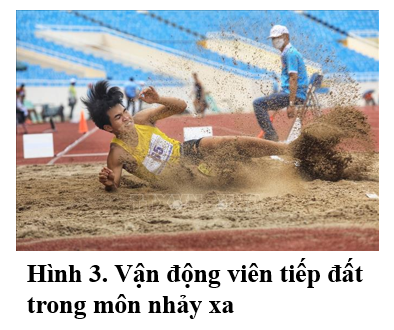 Hình 3. Vận động viên tiếp đất
trong môn nhảy xa